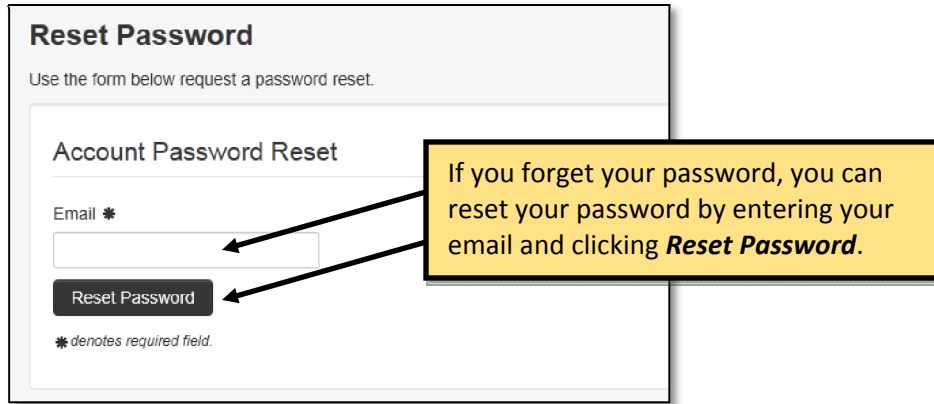 Reset Password
Use the form below request a password reset.
Account Password Reset
Email ✱
Reset Password
✱ denotes required field.
If you forget your password, you can
reset your password by entering your
email and clicking Reset Password.